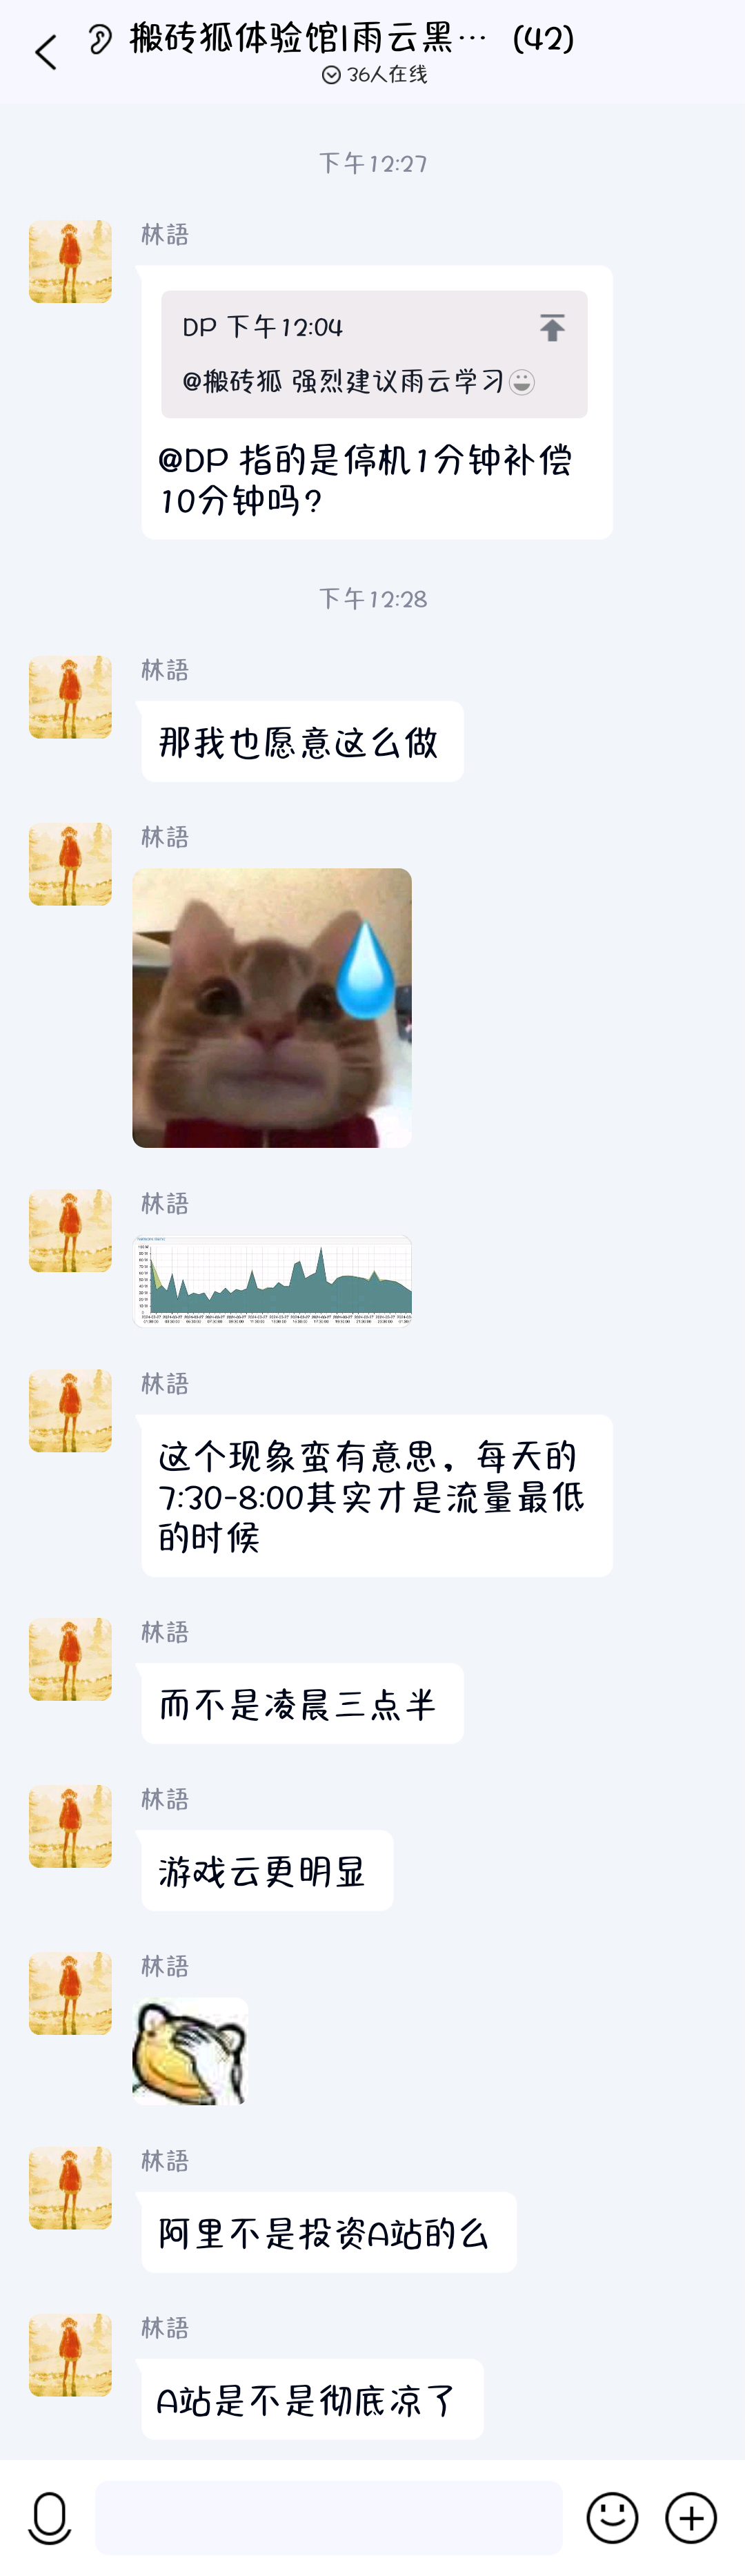 搬砖狐体验馆|雨云黑… (42)
36人在线
下午12:27
林語
DP 下午12:04
@搬砖狐 强烈建议雨云学习
@DP 指的是停机1分钟补偿
10分钟吗?
下午12:28
林語
那我也愿意这么做
林語
林語
林語
这个现象蛮有意思，每天的
7:30-8:00其实才是流量最低
的时候
林語
而不是凌晨三点半
林語
游戏云更明显
林語
林語
阿里不是投资A站的么
林語
A站是不是彻底凉了